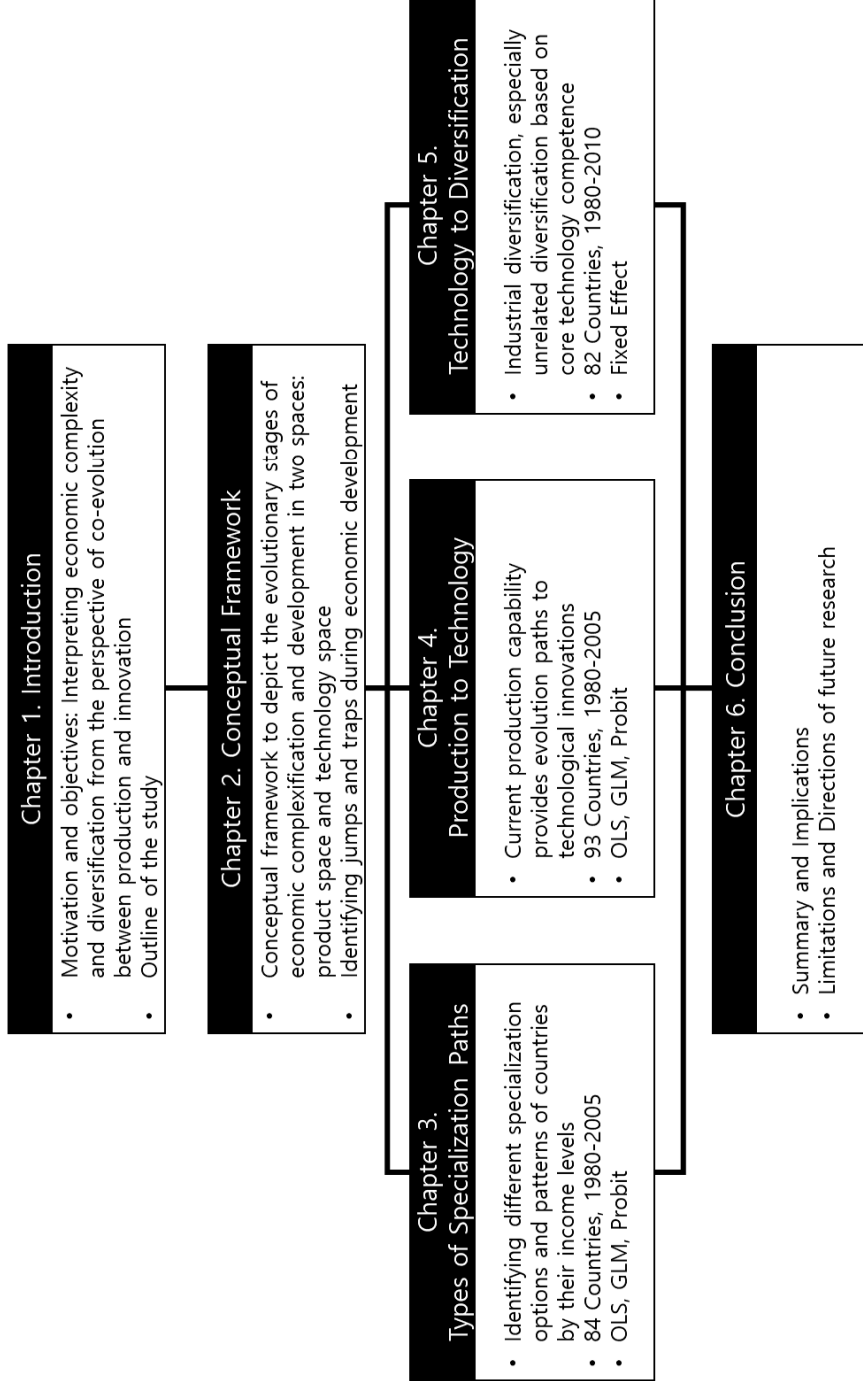 Chapter 1. Introduction
• Motivation and objectives: Interpreting economic complexity
and diversification from the perspective of co-evolution
between production and innovation
• Outline of the study
Chapter 2. Conceptual Framework
• Conceptual framework to depict the evolutionary stages of
economic complexification and development in two spaces:
product space and technology space
• Identifying jumps and traps during economic development
Chapter 3.
Types of Specialization Paths
• Identifying different specialization
options and patterns of countries
by their income levels
• 84 Countries, 1980-2005
• OLS, GLM, Probit
Chapter 4.
Production to Technology
• Current production capability
provides evolution paths to
technological innovations
• 93 Countries, 1980-2005
• OLS, GLM, Probit
Chapter 5.
Technology to Diversification
• Industrial diversification, especially
unrelated diversification based on
core technology competence
• 82 Countries, 1980-2010
• Fixed Effect
Chapter 6. Conclusion
• Summary and Implications
• Limitations and Directions of future research